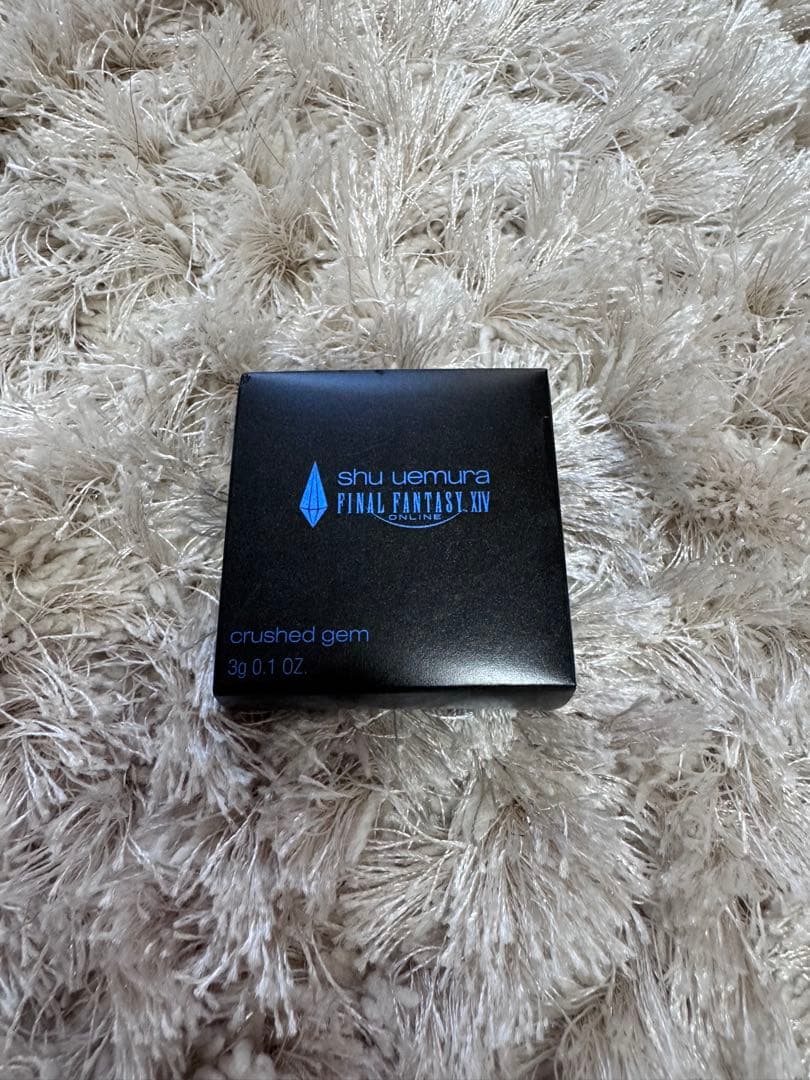 shu uemura
FINAL FANTASY XIV
ONLINE
crushed gem
3g 0.1 OZ.